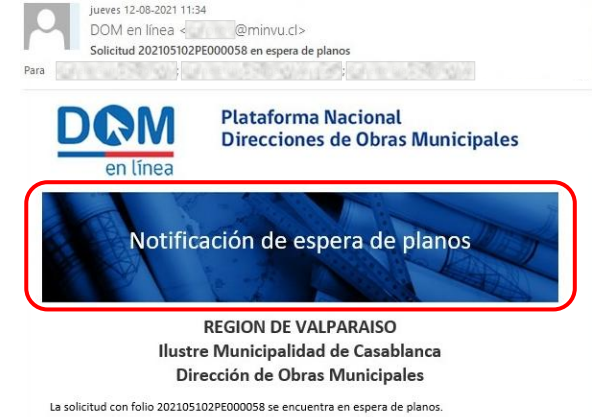 jueves 12-08-2021 11:34
DOM en línea < @minvu.cl>
Solicitud 202105102PE000058 en espera de planos
Para ; ;
DOM
en línea
Plataforma Nacional
Direcciones de Obras Municipales
Notificación de espera de planos
REGION DE VALPARAISO
Ilustre Municipalidad de Casablanca
Dirección de Obras Municipales
La solicitud con folio 202105102PE000058 se encuentra en espera de planos.